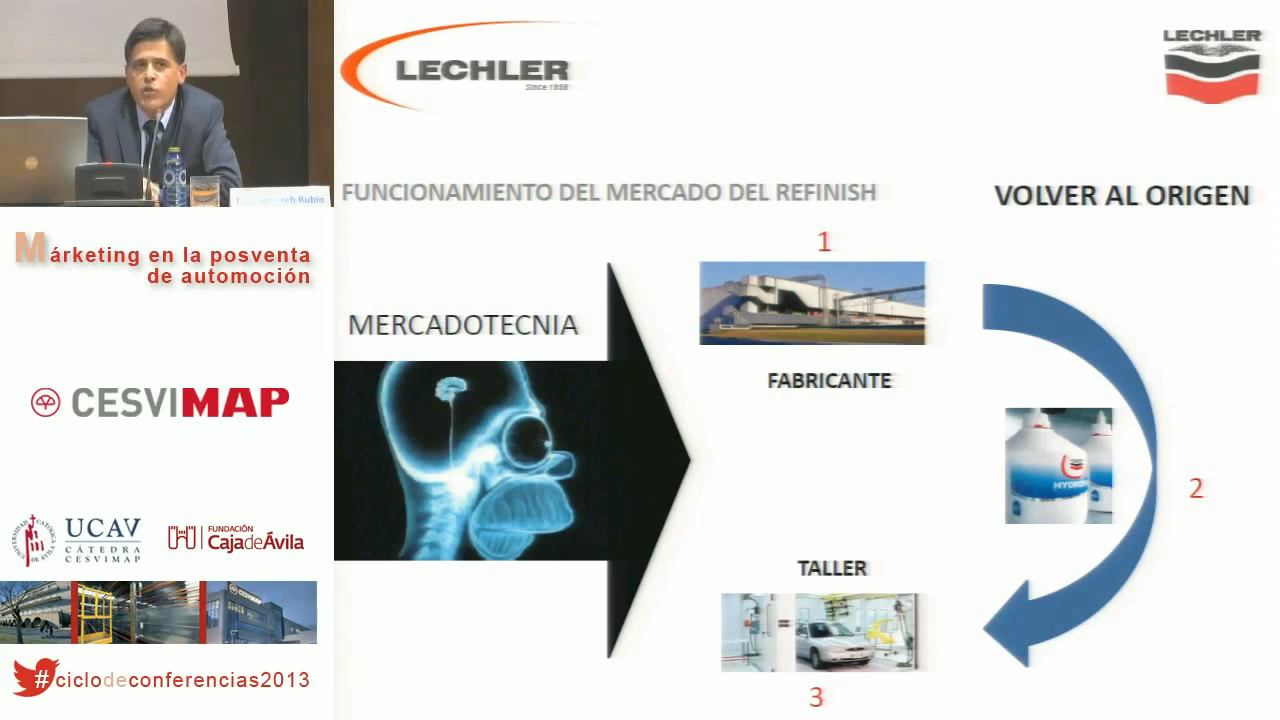 LECHLER
Since 1858
LECHLER
FUNCIONAMIENTO DEL MERCADO DEL REFINISH
VOLVER AL ORIGEN
Márketing en la posventa
de automoción
1
MERCADOTECNIA
FABRICANTE
CESVIMAP
2
TALLER
3
UCAV
CÁTEDRA
CESVIMAP
FUNDACIÓN
CajadeÁvila
CESVIMAP
#ciclodeconferencias2013